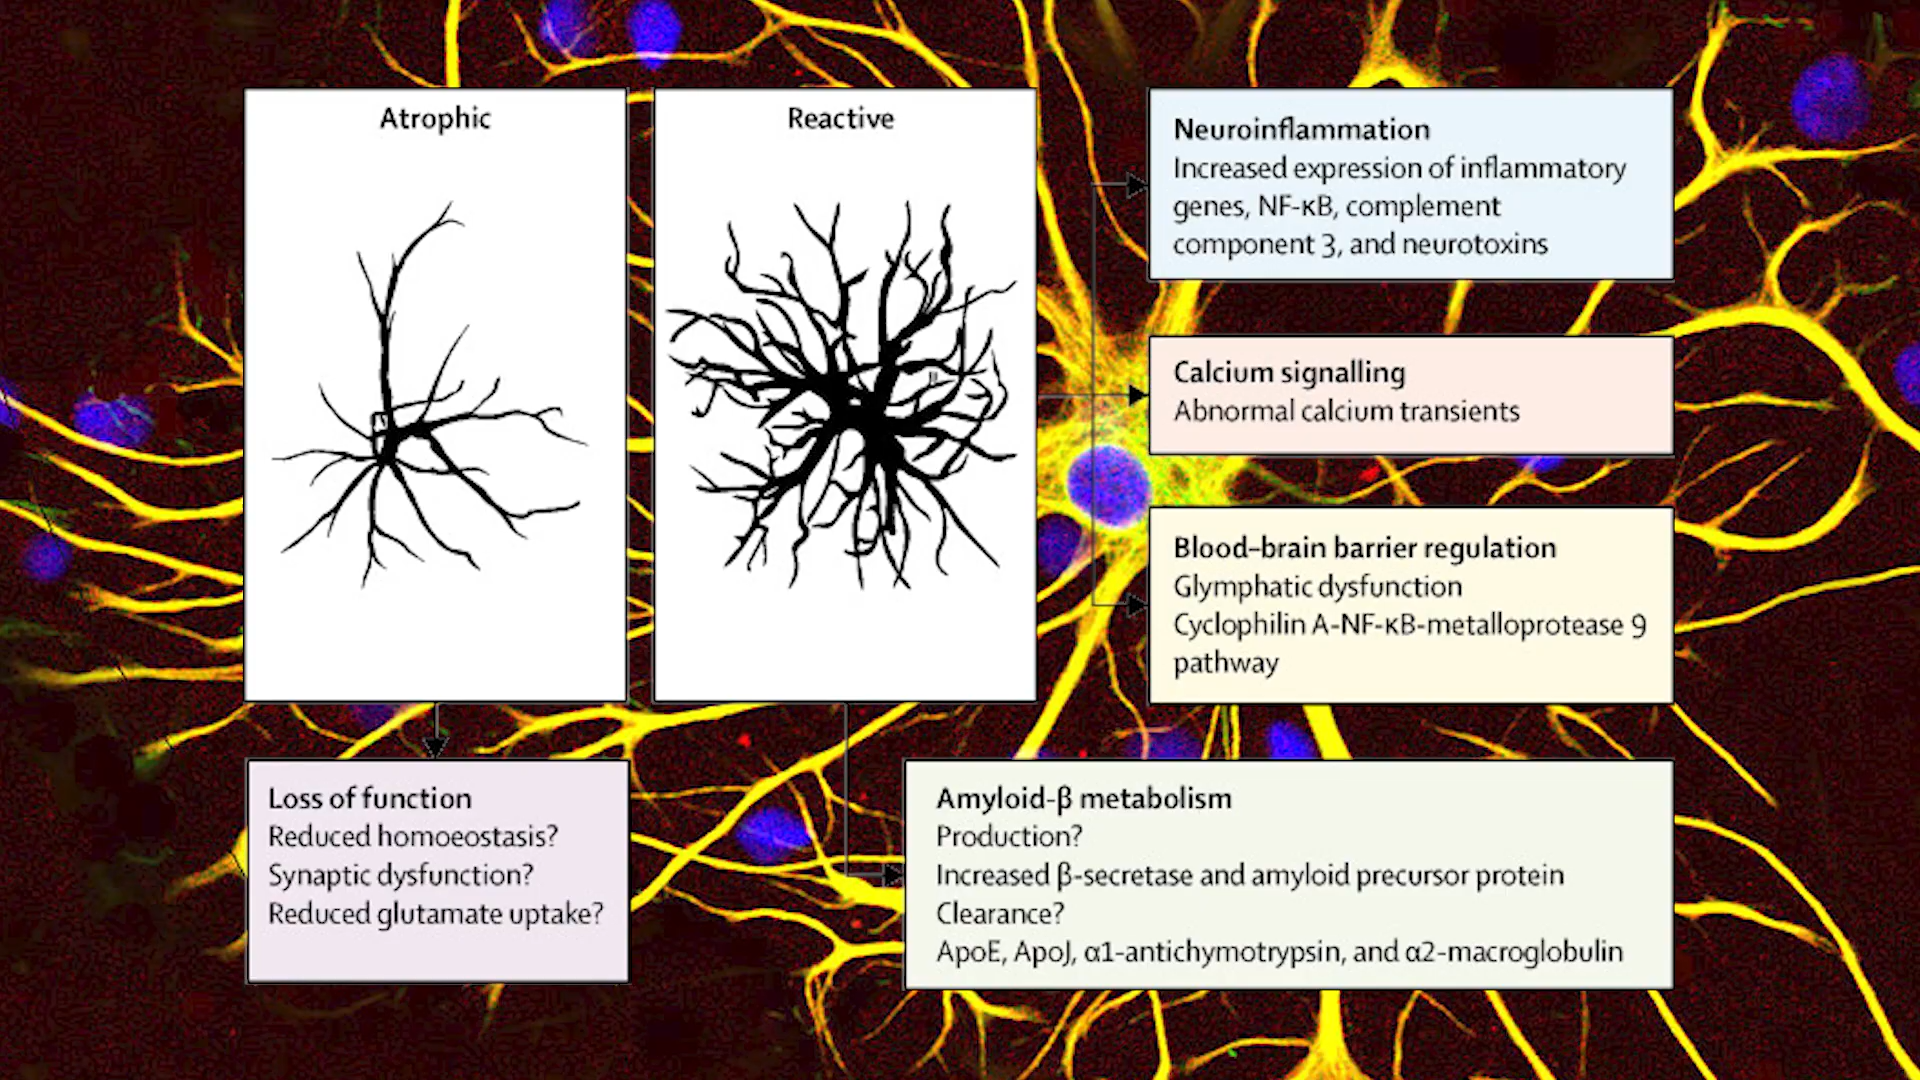 Atrophic
Reactive
Neuroinflammation
Increased expression of inflammatory
genes, NF-κB, complement
component 3, and neurotoxins
Calcium signalling
Abnormal calcium transients
Blood–brain barrier regulation
Glymphatic dysfunction
Cyclophilin A-NF-κB-metalloprotease 9
pathway
Loss of function
Reduced homoeostasis?
Synaptic dysfunction?
Reduced glutamate uptake?
Amyloid-β metabolism
Production?
Increased β-secretase and amyloid precursor protein
Clearance?
ApoE, ApoJ, α1-antichymotrypsin, and α2-macroglobulin